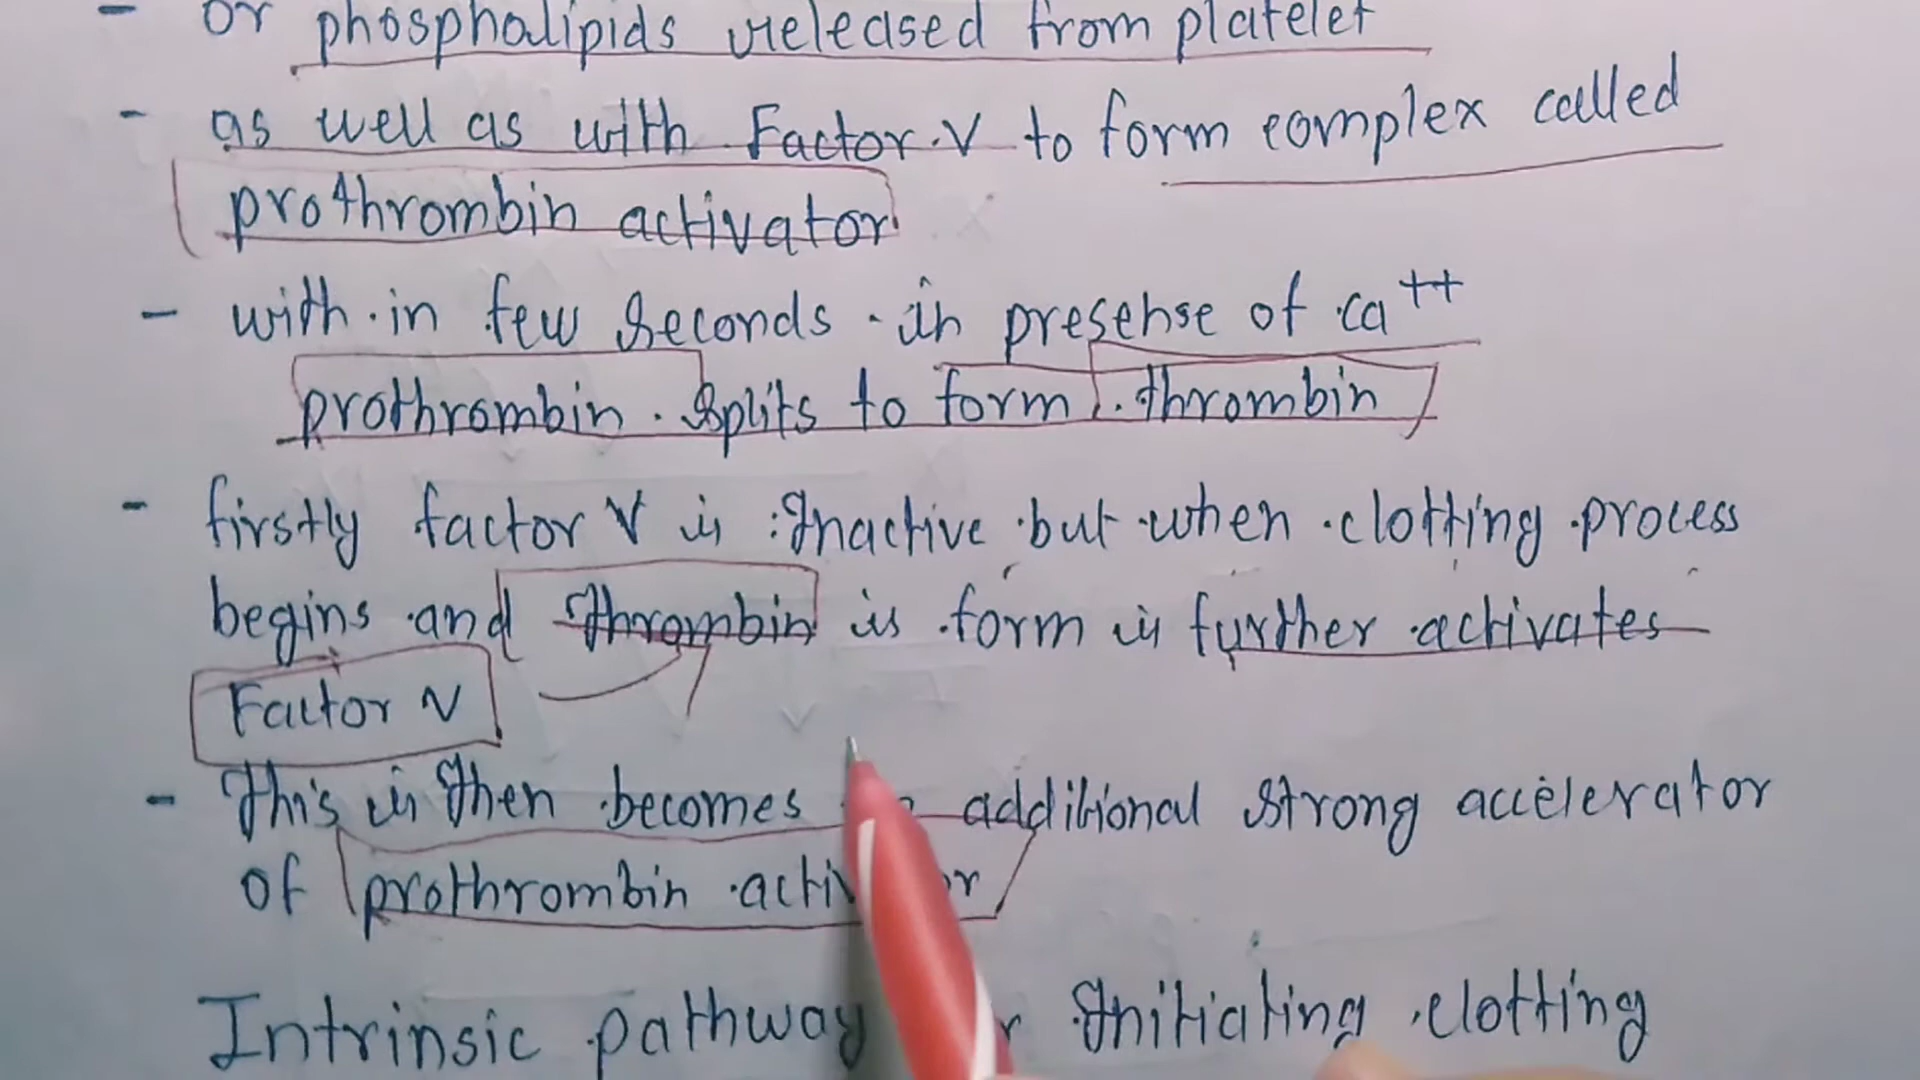 - or phosphalipids released from platelet
- as well as with Factor V to form complex called
prothrombin activator
- with in few seconds in presense of ca++
prothrombin splits to form thrombin
- firstly factor V is Inactive but when clotting process
begins and thrombin is form is further activates
Factor V
- This is then becomes additional strong accelerator
of prothrombin
Intrinsic pathway Initiating clotting